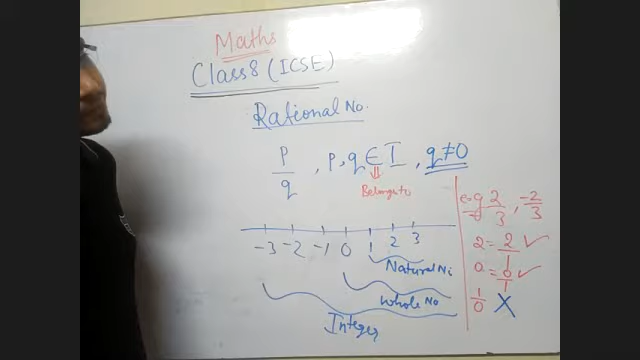 Maths
Class 8 (ICSE)
Rational No.
p/q , p, q ∈ I , q ≠ 0
⇓
Belongs to
-3 -2 -1 0 1 2 3
Natural No
Whole No
Integer
e-g 2/3 , -2/3
2 = 2/1 ✓
0 = 0/1 ✓
1/0 X